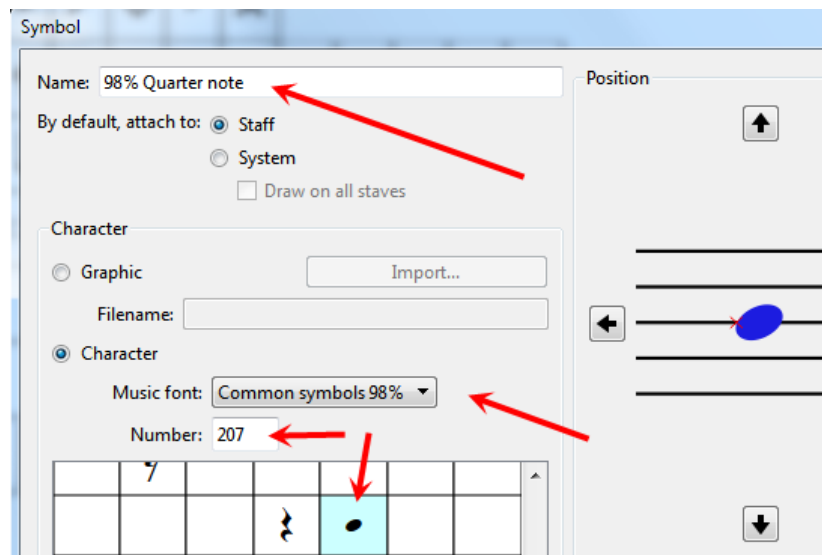 Symbol
Name: 98% Quarter note
Position
By default, attach to: Staff
System
Draw on all staves
Character
Graphic
Import...
Filename:
Character
Music font: Common symbols 98%
Number: 207